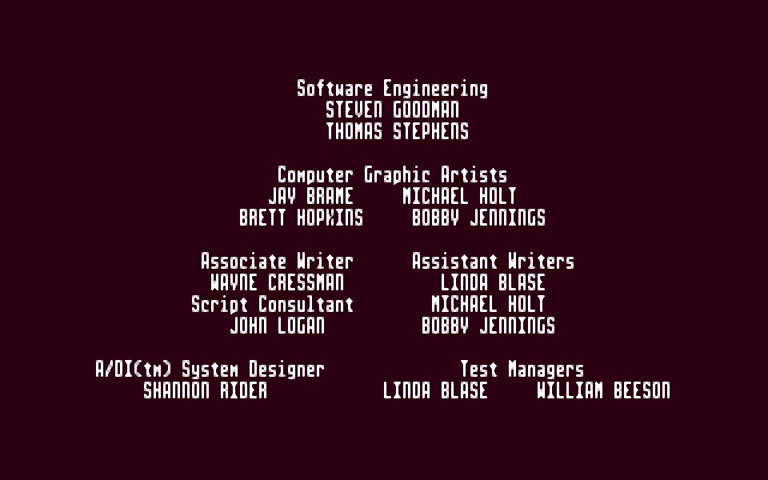 Software Engineering
STEVEN GOODMAN
THOMAS STEPHENS
Computer Graphic Artists
JAY BRAME MICHAEL HOLT
BRETT HOPKINS BOBBY JENNINGS
Associate Writer Assistant Writers
WAYNE CRESSMAN LINDA BLASE
Script Consultant MICHAEL HOLT
JOHN LOGAN BOBBY JENNINGS
A/DI(tm) System Designer Test Managers
SHANNON RIDER LINDA BLASE WILLIAM BEESON